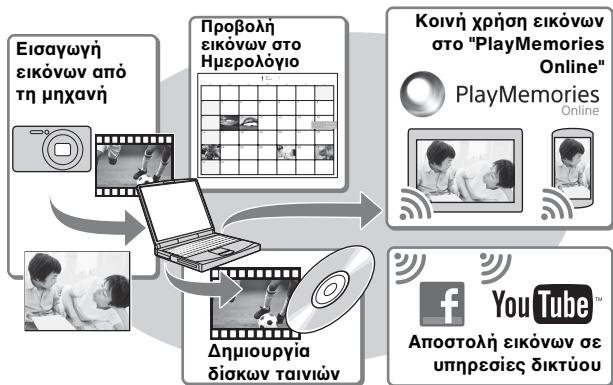 Εισαγωγή
εικόνων από
τη μηχανή
Προβολή
εικόνων στο
Ημερολόγιο
1
Κοινή χρήση εικόνων
στο "PlayMemories
Online"
PlayMemories
Online
Δημιουργία
δίσκων ταινιών
f
You Tube
Αποστολή εικόνων σε
υπηρεσίες δικτύου